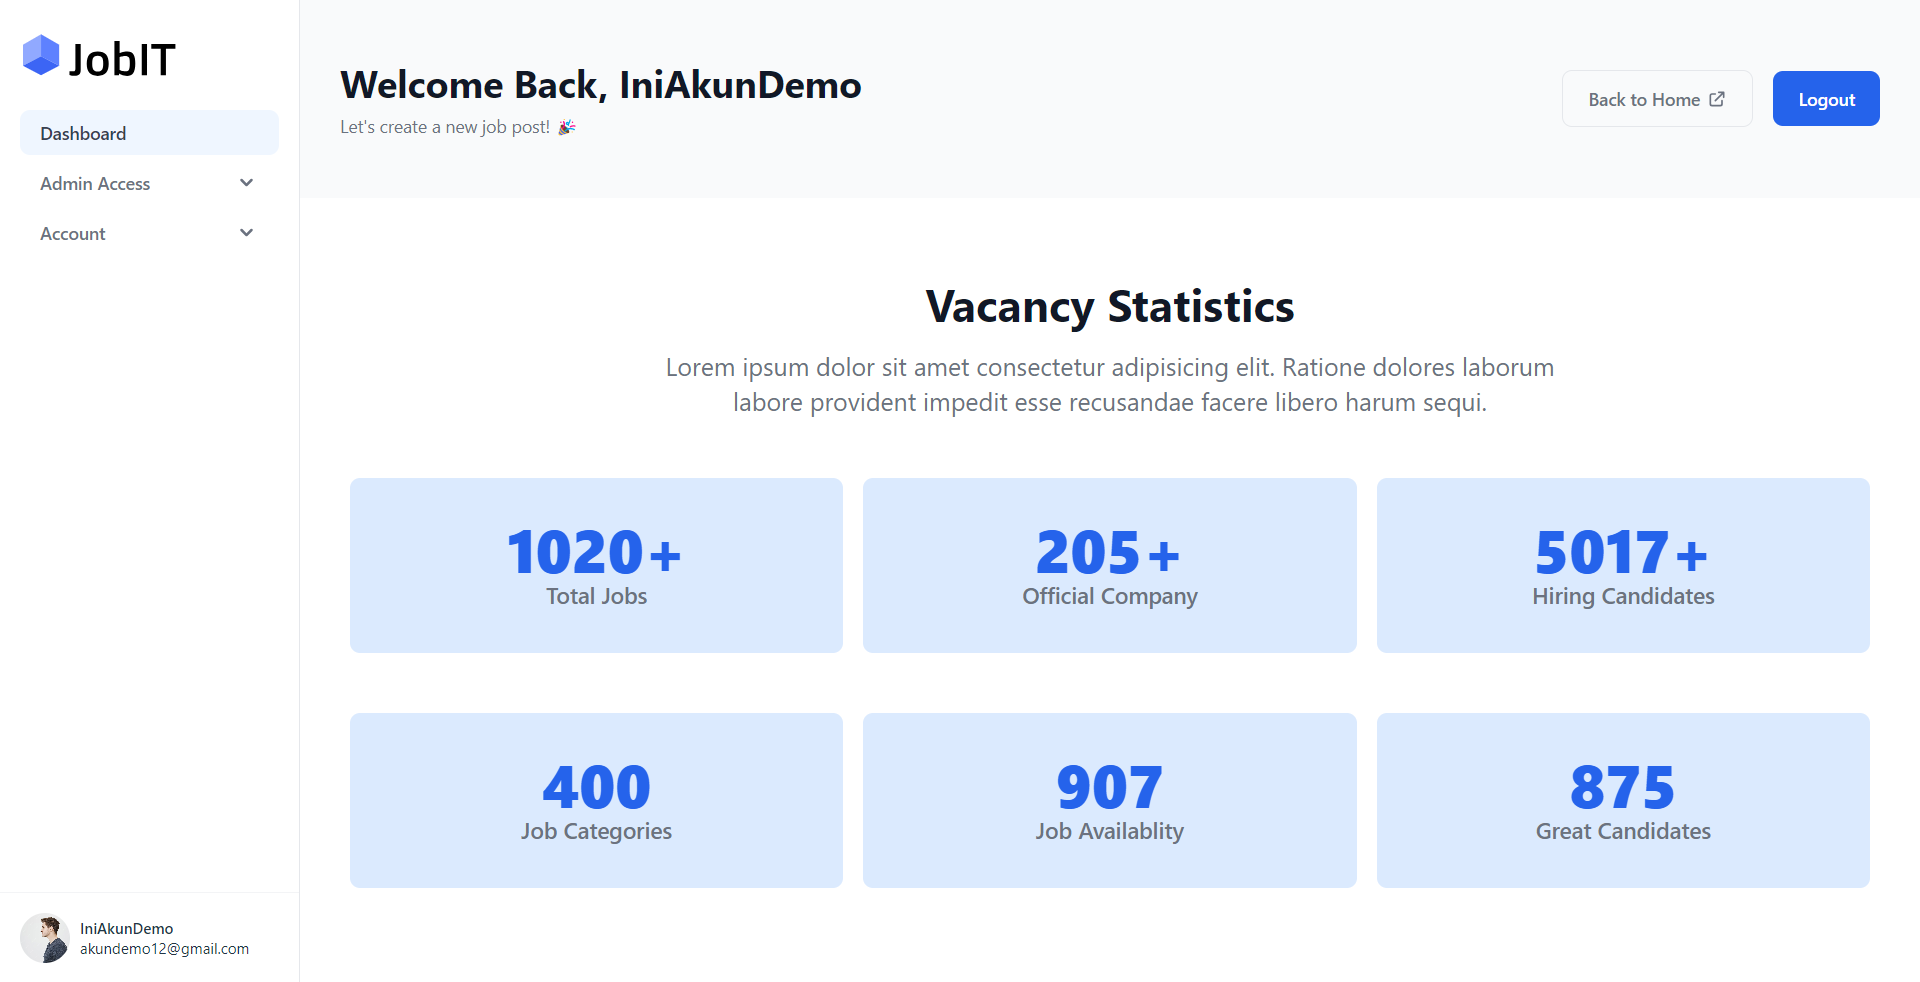 JobIT
Dashboard
Admin Access
Account
IniAkunDemo
akundemo12@gmail.com
Welcome Back, IniAkunDemo
Let's create a new job post! 🎉
Back to Home
Logout
Vacancy Statistics
Lorem ipsum dolor sit amet consectetur adipisicing elit. Ratione dolores laborum
labore provident impedit esse recusandae facere libero harum sequi.
1020+
Total Jobs
205+
Official Company
5017+
Hiring Candidates
400
Job Categories
907
Job Availablity
875
Great Candidates